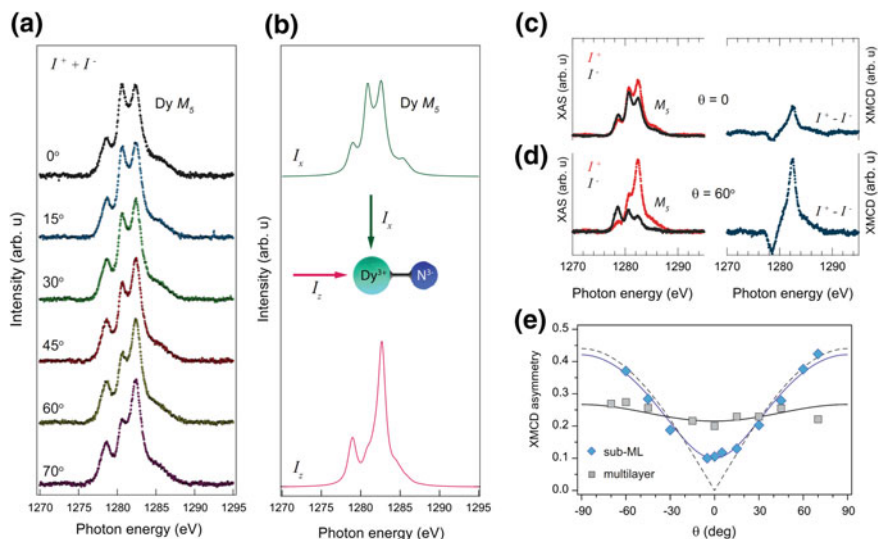 (a)
I⁺ + I⁻
Dy M₅
0°
15°
30°
45°
60°
70°
Intensity (arb. u)
1270 1280 1285 1290 1295
Photon energy (eV)
(b)
Dy M₅
Iₓ
Iₓ
Dy³⁺
N³⁻
I_z
I_z
Intensity (arb. u)
1270 1280 1285 1290 1295
Photon energy (eV)
(c)
XAS (arb. u)
I⁺
I⁻
M₅
θ = 0
I⁺ - I⁻
XMCD (arb. u)
(d)
XAS (arb. u)
I⁺
I⁻
M₅
θ = 60°
I⁺ - I⁻
XMCD (arb. u)
1270 1280 1290
1270 1280 1290
Photon energy (eV)
Photon energy (eV)
(e)
XMCD asymmetry
0.5
0.4
0.3
0.2
0.1
0.0
sub-ML
multilayer
-90 -60 -30 0 30 60 90
θ (deg)